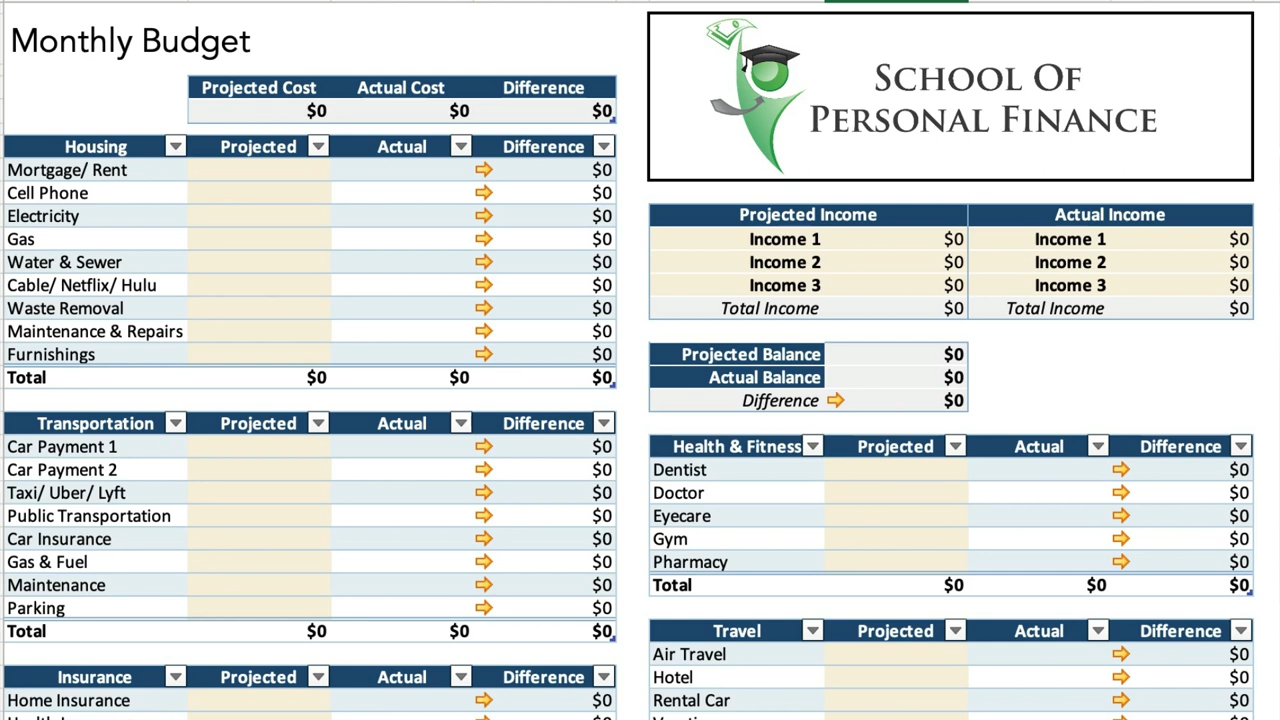 Monthly Budget
Projected Cost Actual Cost Difference
$0 $0 $0
Housing Projected Actual Difference
Mortgage/ Rent $0
Cell Phone $0
Electricity $0
Gas $0
Water & Sewer $0
Cable/ Netflix/ Hulu $0
Waste Removal $0
Maintenance & Repairs $0
Furnishings $0
Total $0 $0 $0
Transportation Projected Actual Difference
Car Payment 1 $0
Car Payment 2 $0
Taxi/ Uber/ Lyft $0
Public Transportation $0
Car Insurance $0
Gas & Fuel $0
Maintenance $0
Parking $0
Total $0 $0 $0
Insurance Projected Actual Difference
Home Insurance $0
School Of
Personal Finance
Projected Income Actual Income
Income 1 $0 Income 1 $0
Income 2 $0 Income 2 $0
Income 3 $0 Income 3 $0
Total Income $0 Total Income $0
Projected Balance $0
Actual Balance $0
Difference $0
Health & Fitness Projected Actual Difference
Dentist $0
Doctor $0
Eyecare $0
Gym $0
Pharmacy $0
Total $0 $0 $0
Travel Projected Actual Difference
Air Travel $0
Hotel $0
Rental Car $0